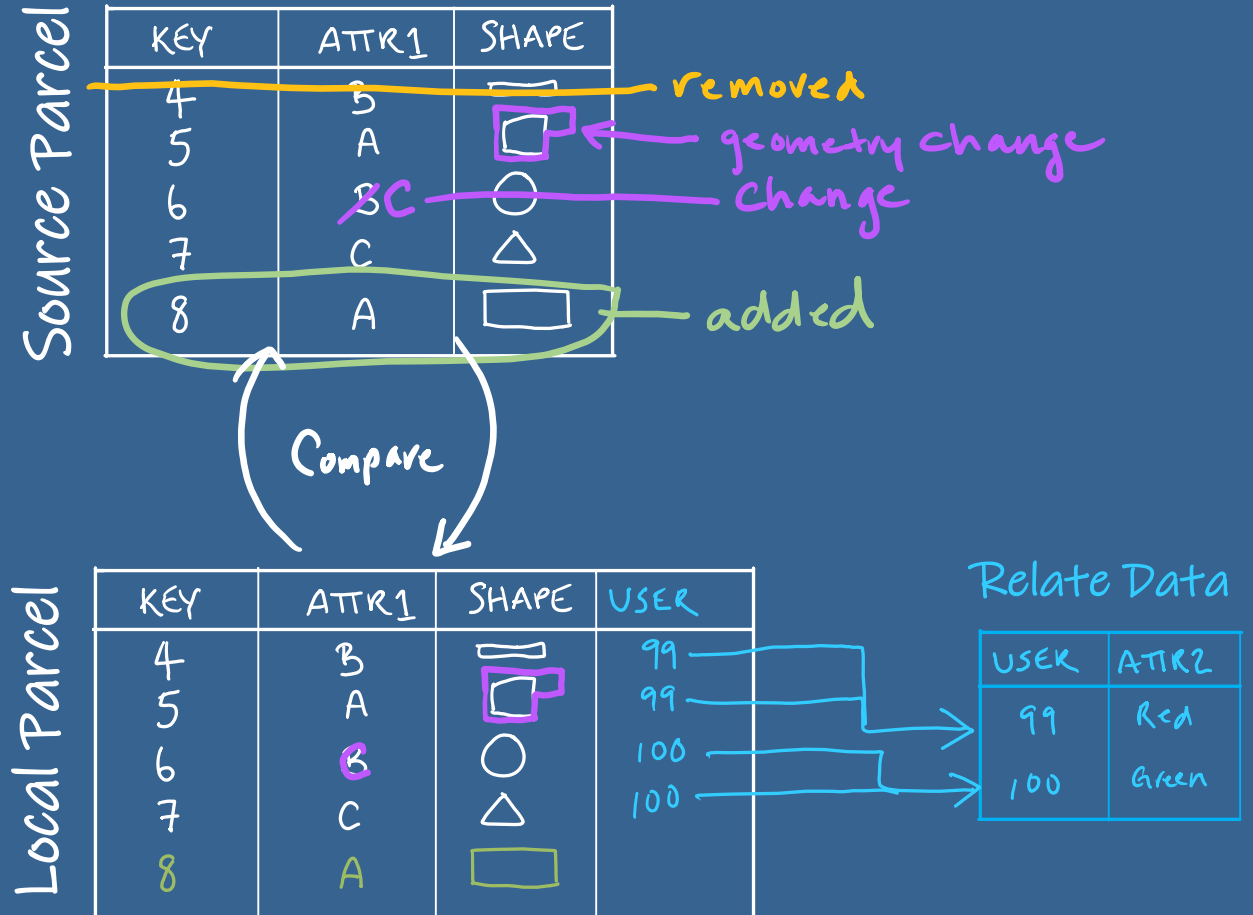 Source Parcel
KEY ATTR1 SHAPE
4 B removed
5 A geometry change
6 B C change
7 C
8 A added
Compare
Local Parcel
KEY ATTR1 SHAPE USER
4 B 99
5 A 99
6 B C 100
7 C 100
8 A
Relate Data
USER ATTR2
99 Red
100 Green